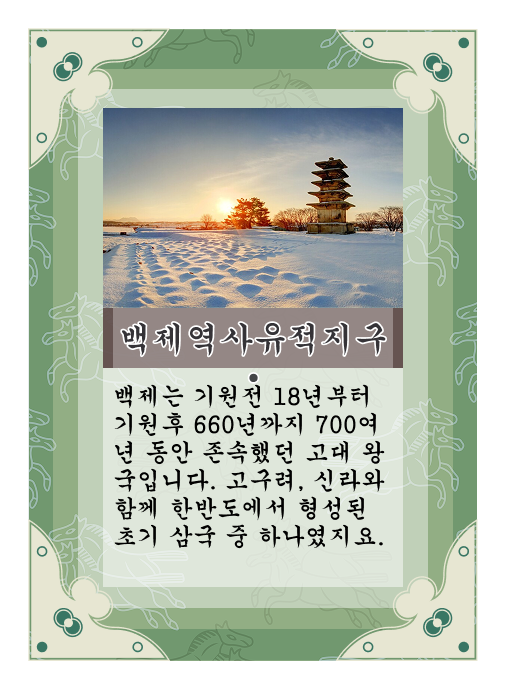 백제역사유적지구
백제는 기원전 18년부터
기원후 660년까지 700여
년 동안 존속했던 고대 왕
국입니다. 고구려, 신라와
함께 한반도에서 형성된
초기 삼국 중 하나였지요.